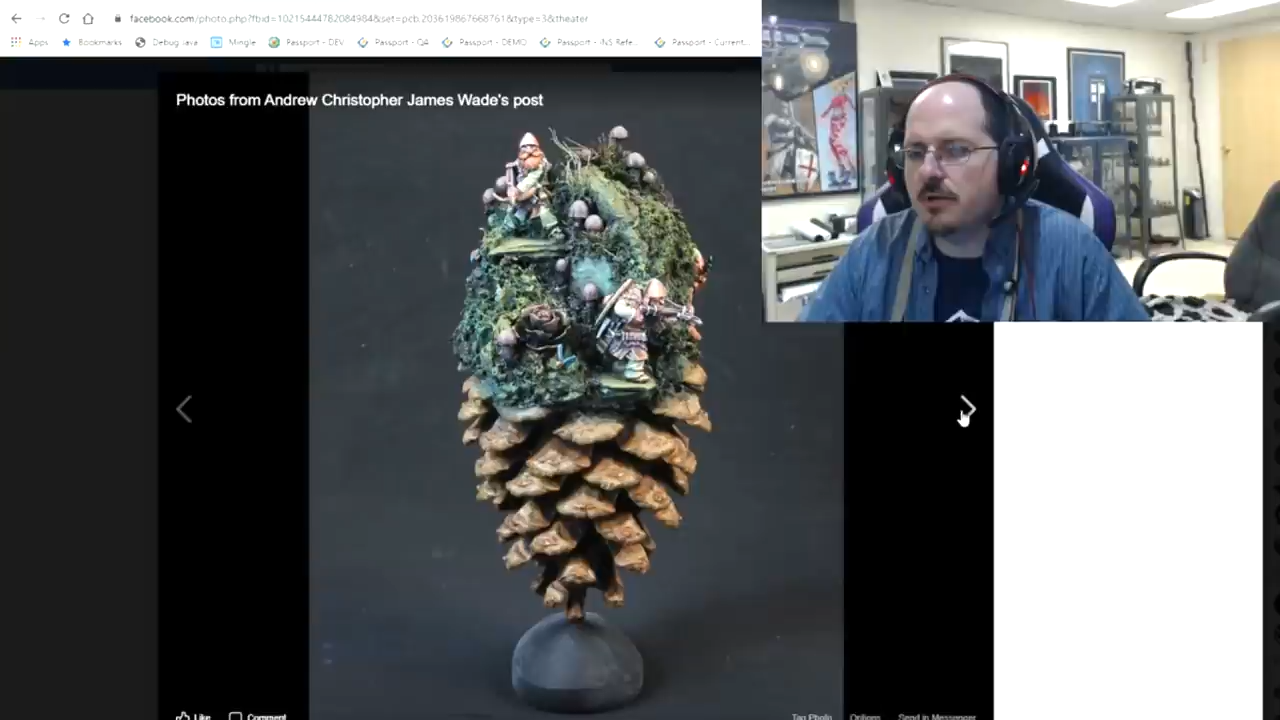 facebook.com/photo.php?fbid=10215444782084984&set=pcb.2036198676687618&type=3&theater
Apps Bookmarks Debug Java Mingle Passport - DEV Passport - QA Passport - DEMO Passport - INS Refe... Passport - Current...
Photos from Andrew Christopher James Wade's post
Like Comment Tag Photo Options Send in Messenger